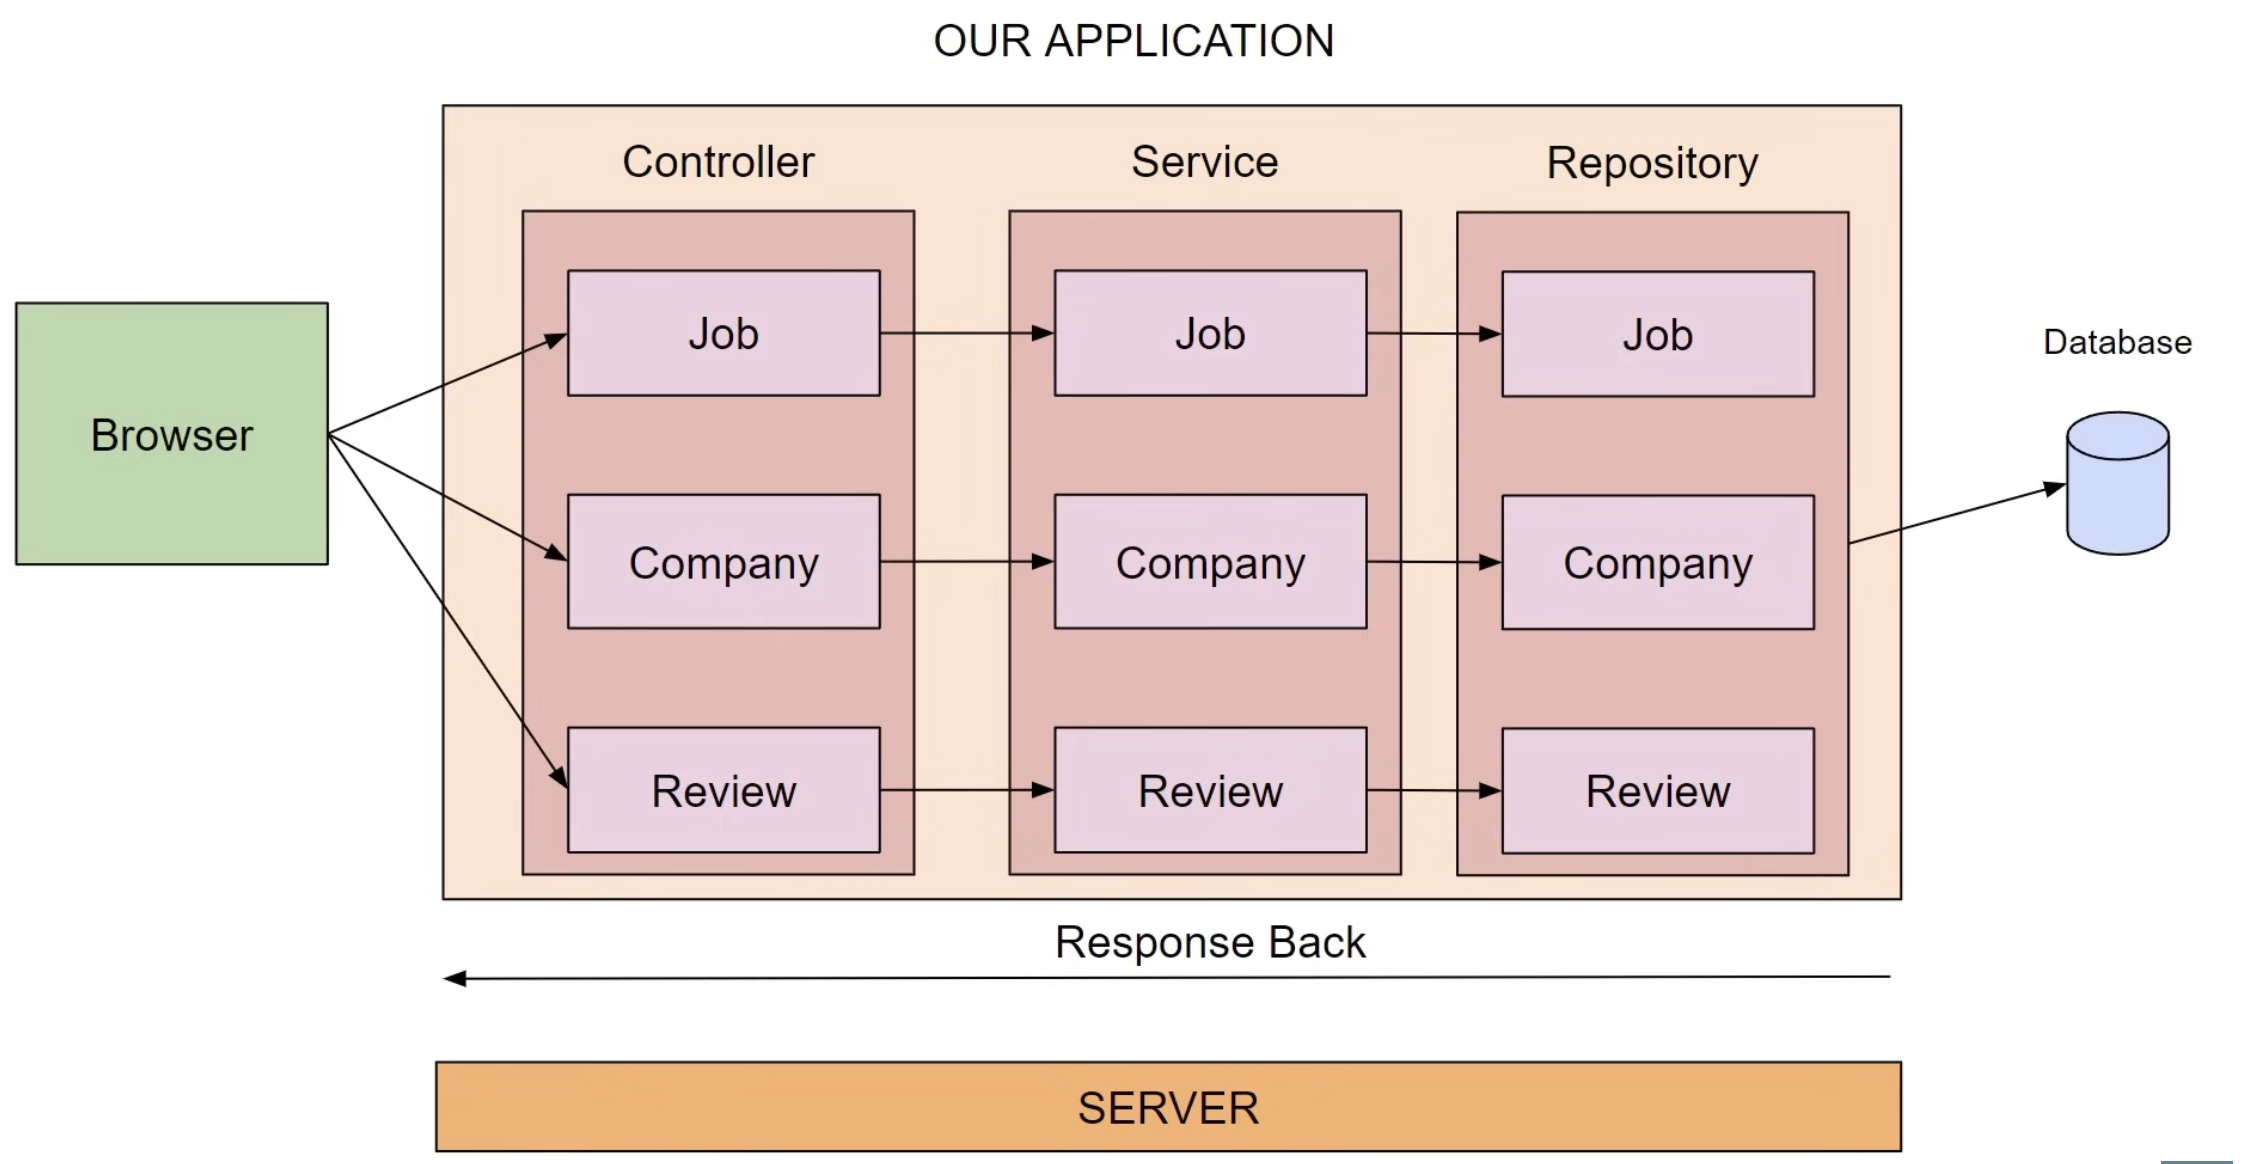 OUR APPLICATION
Controller
Service
Repository
Job
Job
Job
Database
Browser
Company
Company
Company
Review
Review
Review
Response Back
SERVER